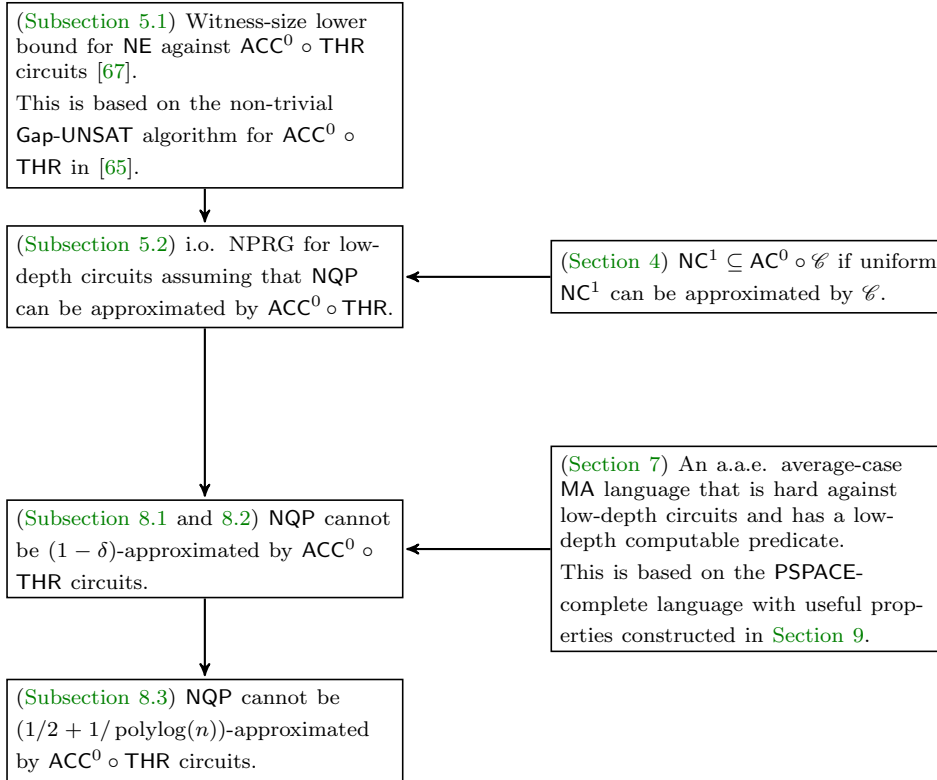 (Subsection 5.1) Witness-size lower
bound for NE against ACC⁰ ∘ THR
circuits [67].
This is based on the non-trivial
Gap-UNSAT algorithm for ACC⁰ ∘
THR in [65].
(Subsection 5.2) i.o. NPRG for low-
depth circuits assuming that NQP
can be approximated by ACC⁰ ∘ THR.
(Section 4) NC¹ ⊆ AC⁰ ∘ 𝒞 if uniform
NC¹ can be approximated by 𝒞.
(Section 7) An a.a.e. average-case
MA language that is hard against
low-depth circuits and has a low-
depth computable predicate.
This is based on the PSPACE-
complete language with useful prop-
erties constructed in Section 9.
(Subsection 8.1 and 8.2) NQP cannot
be (1 − δ)-approximated by ACC⁰ ∘
THR circuits.
(Subsection 8.3) NQP cannot be
(1/2 + 1/ polylog(n))-approximated
by ACC⁰ ∘ THR circuits.